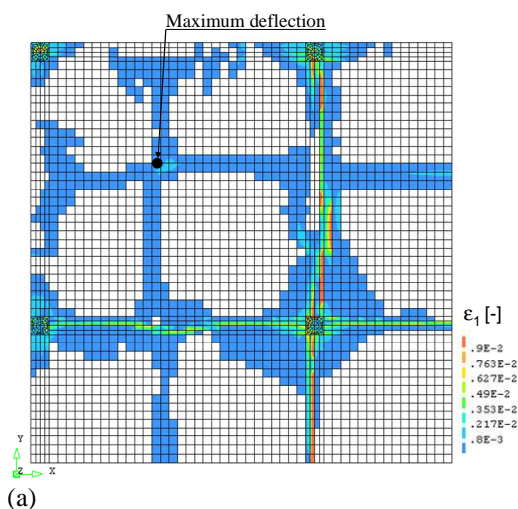 Maximum deflection
ε1 [-]
.9E-2
.763E-2
.627E-2
.49E-2
.353E-2
.217E-2
.8E-3
Y
Z X
(a)